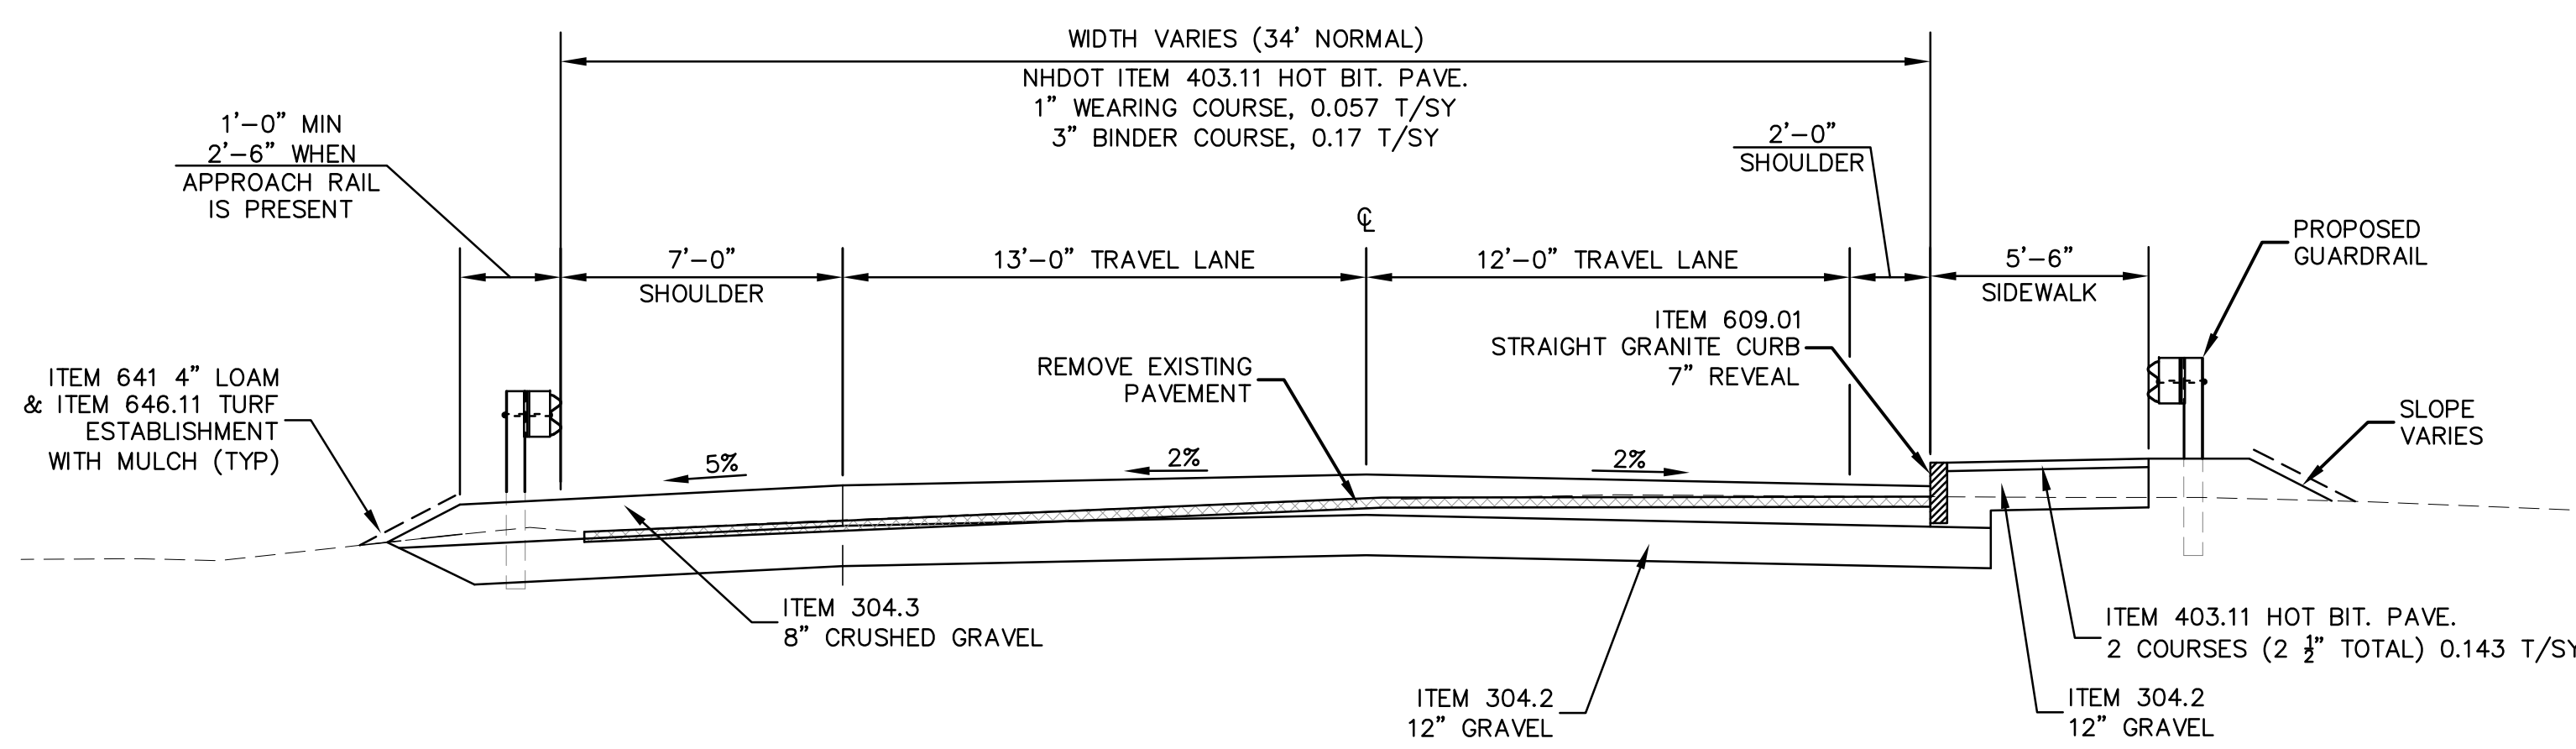 WIDTH VARIES (34' NORMAL)
NHDOT ITEM 403.11 HOT BIT. PAVE.
1" WEARING COURSE, 0.057 T/SY
3" BINDER COURSE, 0.17 T/SY
1'-0" MIN
2'-6" WHEN
APPROACH RAIL
IS PRESENT
2'-0"
SHOULDER
℄
7'-0"
SHOULDER
13'-0" TRAVEL LANE
12'-0" TRAVEL LANE
5'-6"
SIDEWALK
PROPOSED
GUARDRAIL
ITEM 609.01
STRAIGHT GRANITE CURB
7" REVEAL
REMOVE EXISTING
PAVEMENT
ITEM 641 4" LOAM
& ITEM 646.11 TURF
ESTABLISHMENT
WITH MULCH (TYP)
SLOPE
VARIES
5%
2%
2%
ITEM 304.3
8" CRUSHED GRAVEL
ITEM 403.11 HOT BIT. PAVE.
2 COURSES (2 ½" TOTAL) 0.143 T/SY
ITEM 304.2
12" GRAVEL
ITEM 304.2
12" GRAVEL